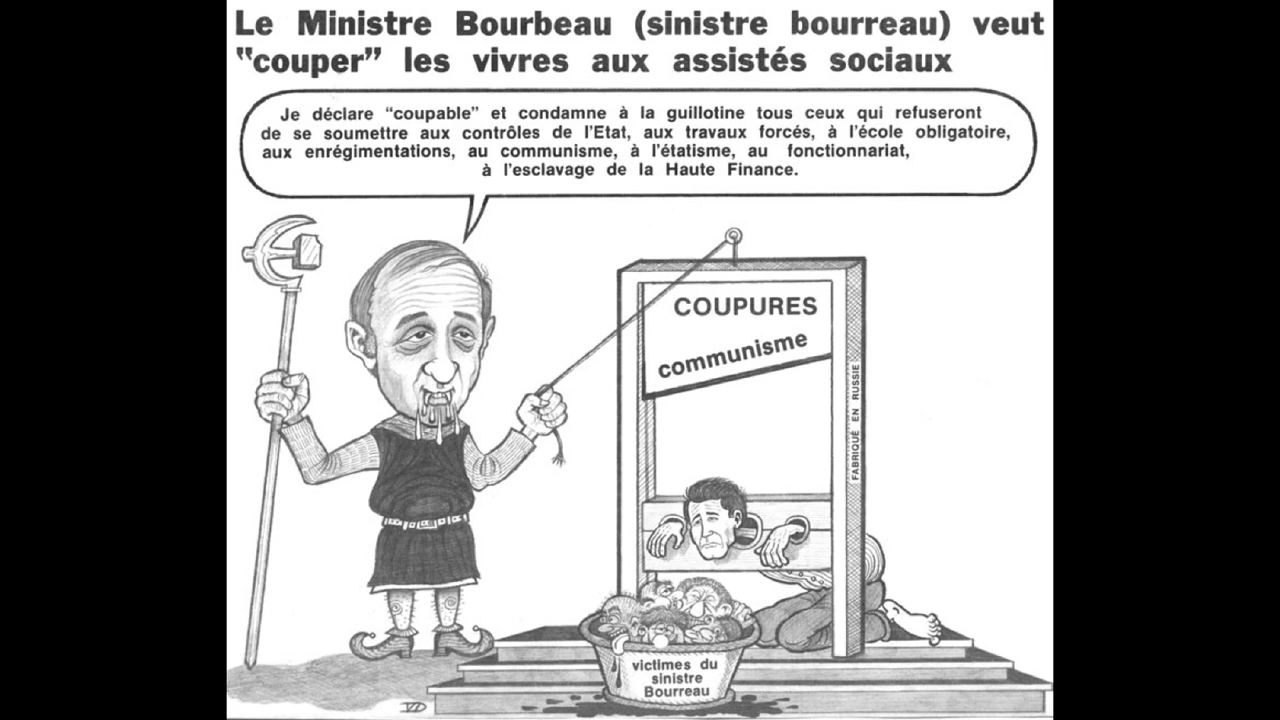 Le Ministre Bourbeau (sinistre bourreau) veut
"couper" les vivres aux assistés sociaux
Je déclare "coupable" et condamne à la guillotine tous ceux qui refuseront
de se soumettre aux contrôles de l'Etat, aux travaux forcés, à l'école obligatoire,
aux enrégimentations, au communisme, à l'étatisme, au fonctionnariat,
à l'esclavage de la Haute Finance.
COUPURES
communisme
FABRIQUÉ EN RUSSIE
victimes du
sinistre
Bourreau